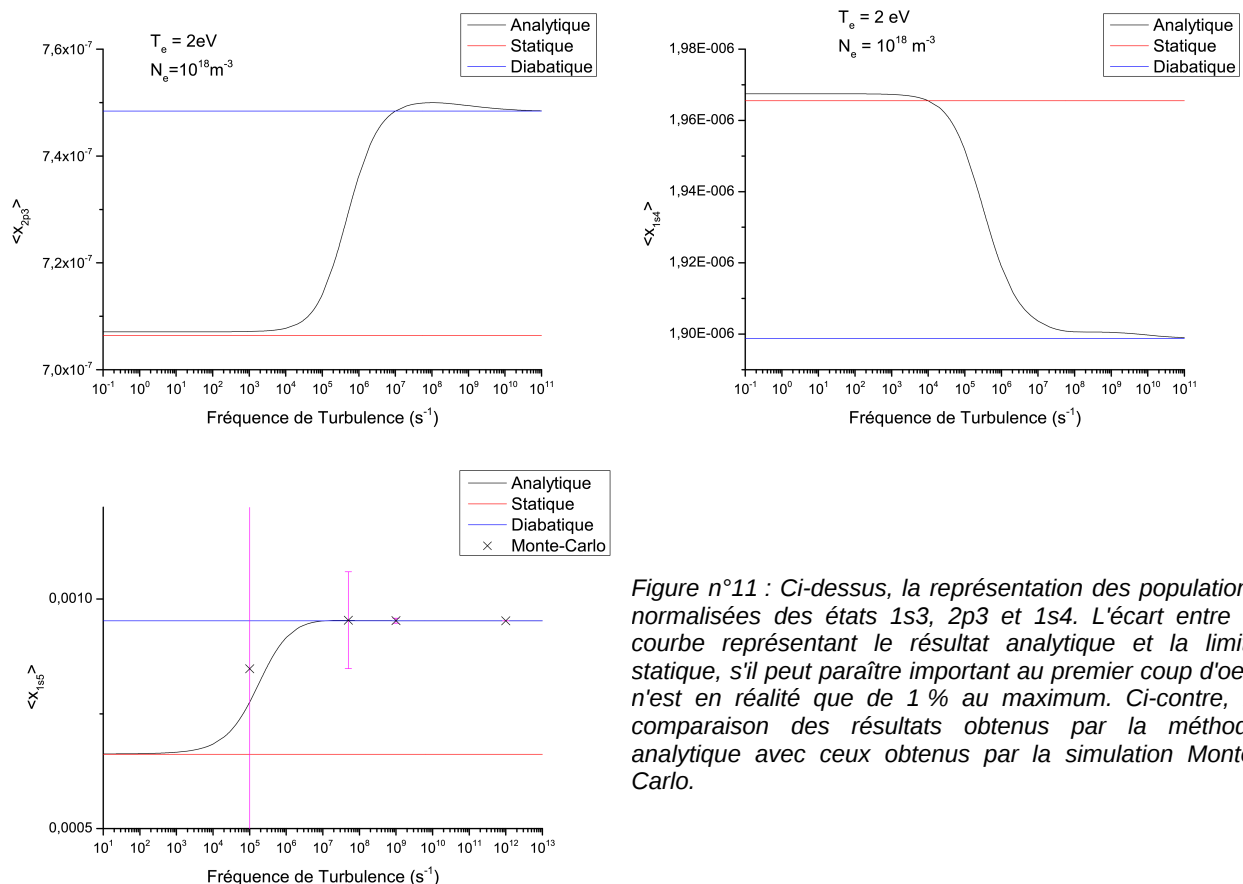 Analytique
Statique
Diabatique
T_e = 2eV
N_e=10^18 m^-3
7,6x10^-7
7,4x10^-7
7,2x10^-7
7,0x10^-7
<x_2p3>
10^-1 10^0 10^1 10^2 10^3 10^4 10^5 10^6 10^7 10^8 10^9 10^10 10^11
Fréquence de Turbulence (s^-1)
T_e = 2 eV
N_e = 10^18 m^-3
Analytique
Statique
Diabatique
1,98E-006
1,96E-006
1,94E-006
1,92E-006
1,90E-006
<x_1s4>
10^-1 10^0 10^1 10^2 10^3 10^4 10^5 10^6 10^7 10^8 10^9 10^10 10^11
Fréquence de Turbulence (s^-1)
Analytique
Statique
Diabatique
Monte-Carlo
0,0010
0,0005
<x_1s5>
10^1 10^2 10^3 10^4 10^5 10^6 10^7 10^8 10^9 10^10 10^11 10^12 10^13
Fréquence de Turbulence (s^-1)
Figure n°11 : Ci-dessus, la représentation des population
normalisées des états 1s3, 2p3 et 1s4. L'écart entre
courbe représentant le résultat analytique et la limit
statique, s'il peut paraître important au premier coup d'oe
n'est en réalité que de 1 % au maximum. Ci-contre,
comparaison des résultats obtenus par la méthod
analytique avec ceux obtenus par la simulation Monte
Carlo.